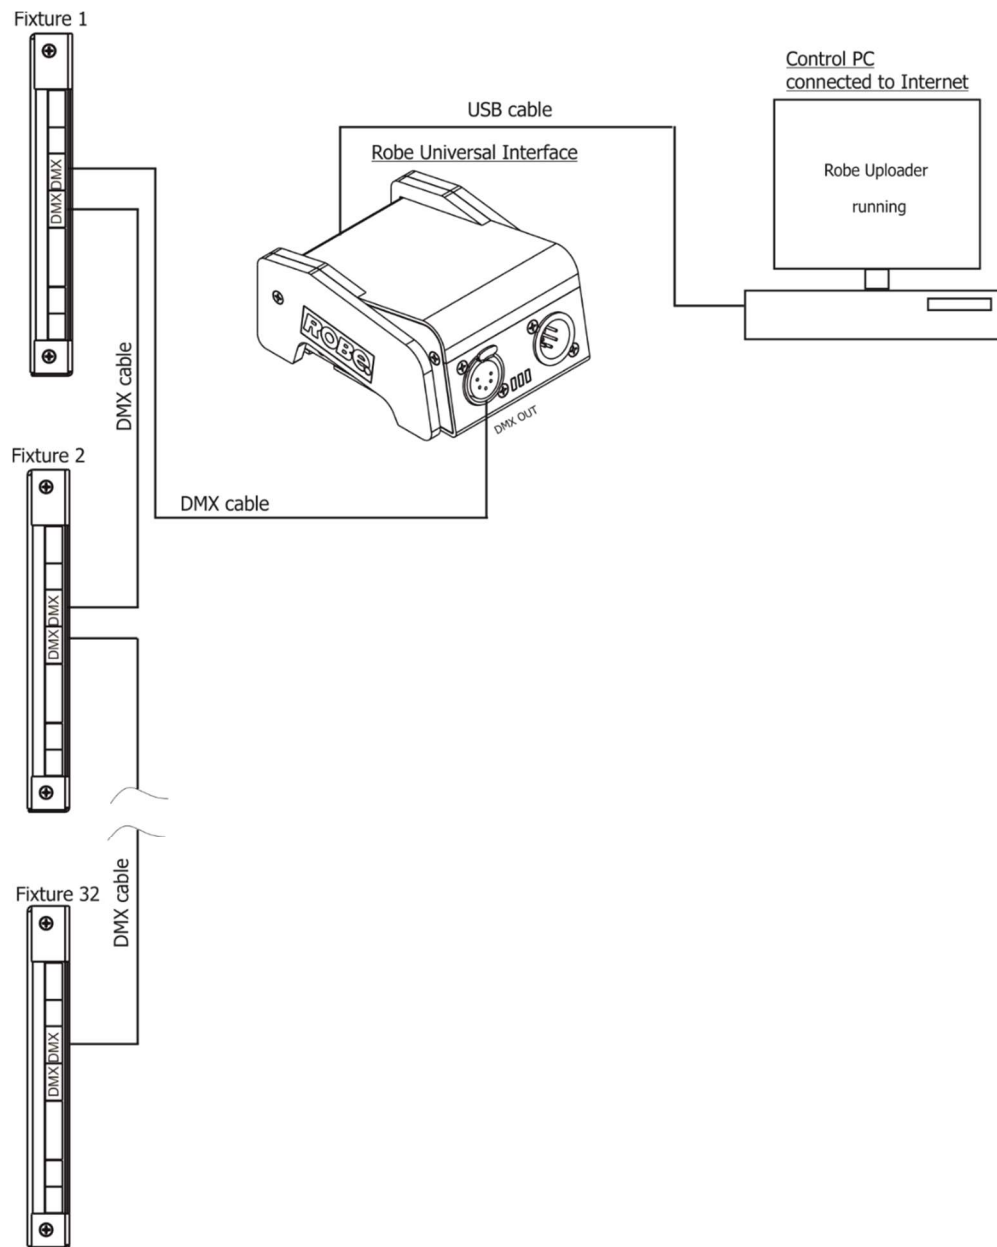 Fixture 1
Control PC
connected to Internet
USB cable
Robe Universal Interface
Robe Uploader
running
DMX
DMX
ROBe
DMX OUT
DMX cable
Fixture 2
DMX cable
DMX
DMX
DMX cable
Fixture 32
DMX
DMX